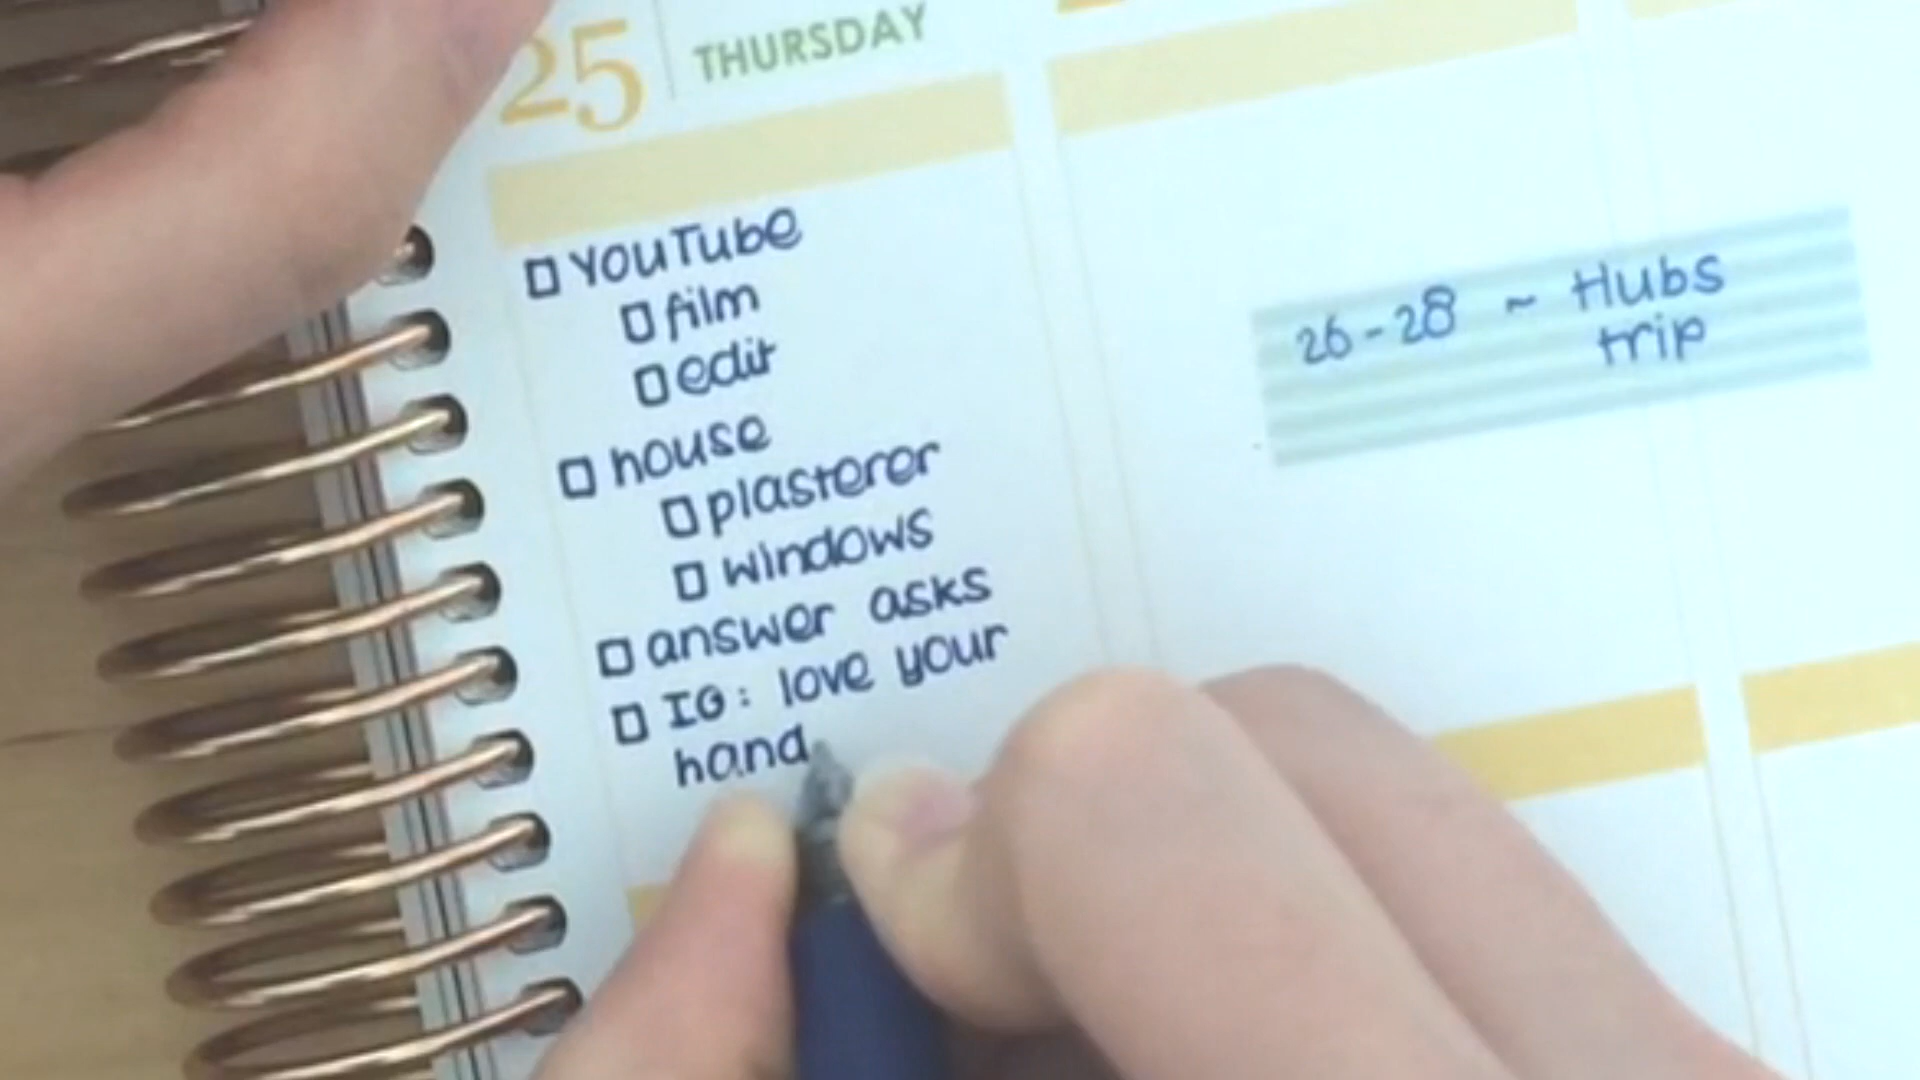 25 THURSDAY
YouTube
film
edit
house
plasterer
windows
answer asks
IG: love your
hand
26-28 ~ Hubs
trip